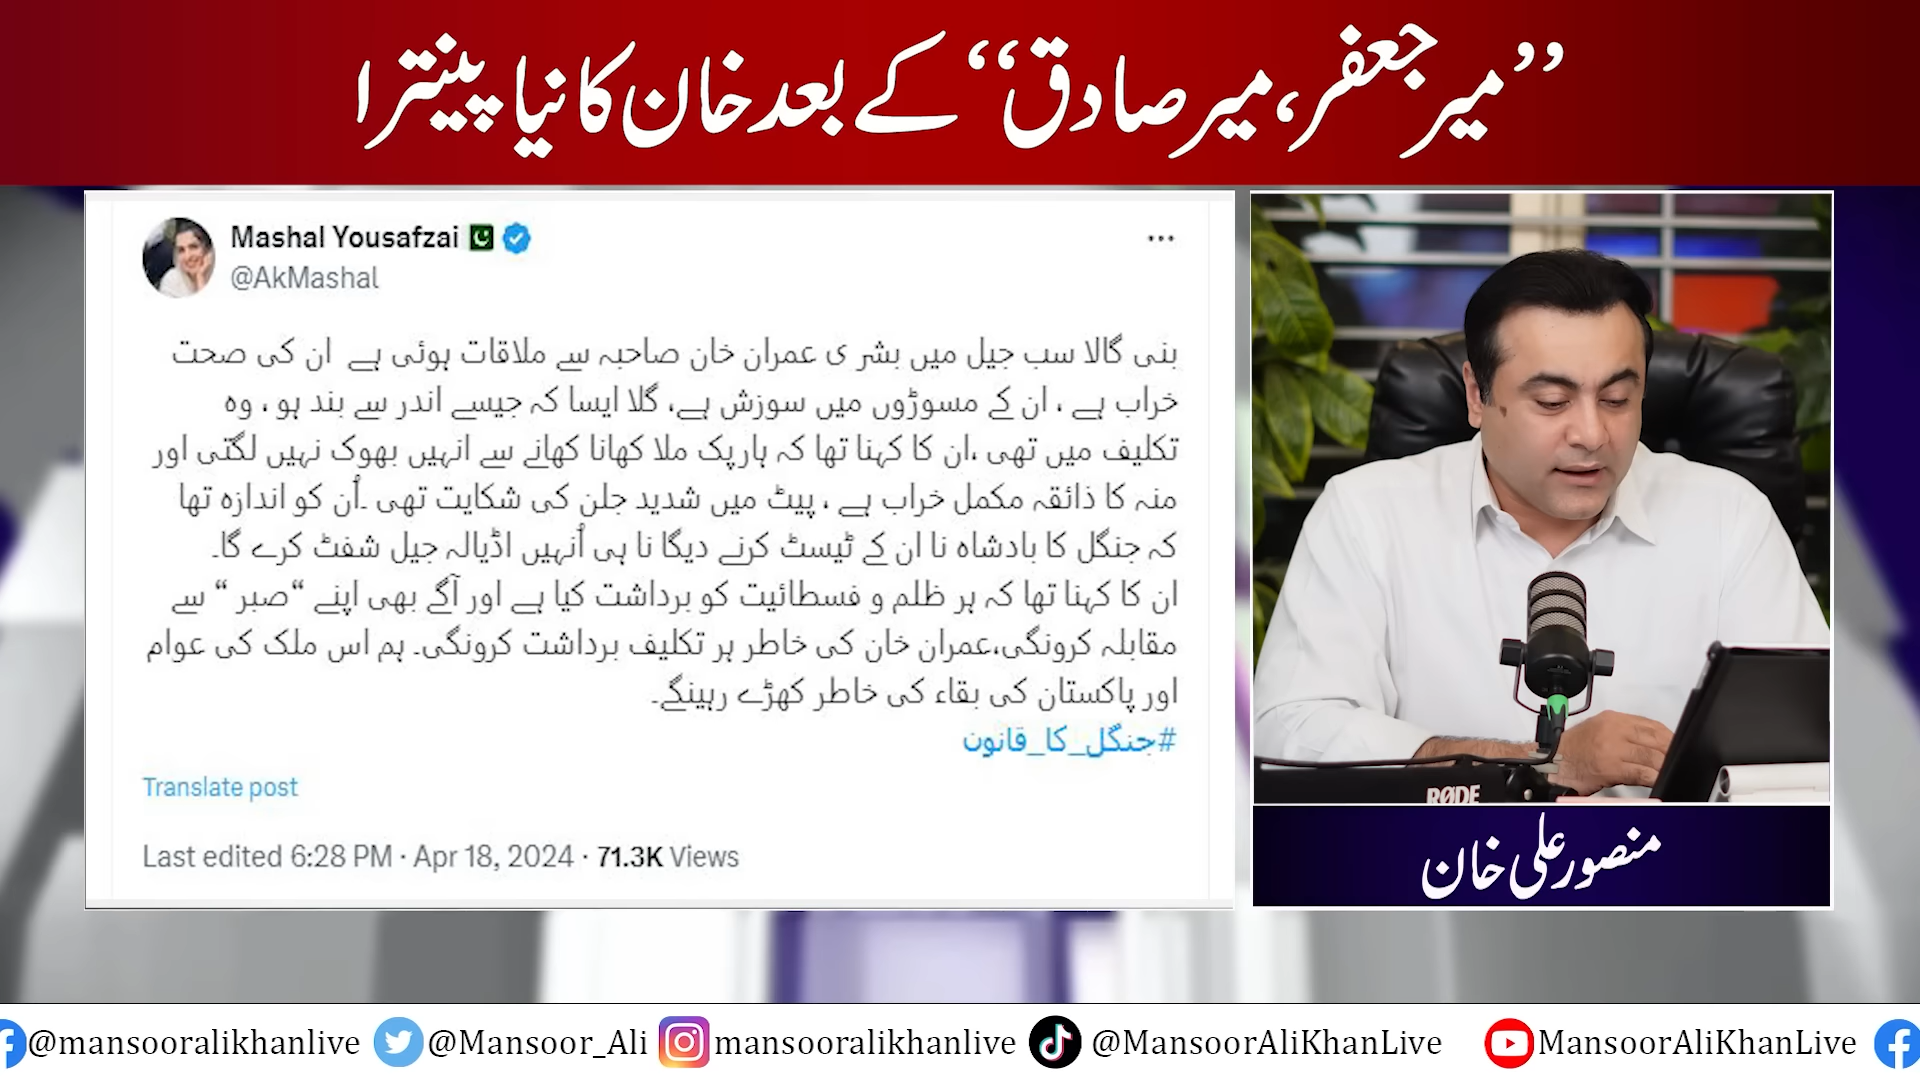 ”میر جعفر، میر صادق“ کے بعد خان کا نیا پینترا
Mashal Yousafzai
@AkMashal
بنی گالا سب جیل میں بشر ی عمران خان صاحبہ سے ملاقات ہوئی ہے ان کی صحت
خراب ہے ، ان کے مسوڑوں میں سوزش ہے، گلا ایسا کہ جیسے اندر سے بند ہو ، وہ
تکلیف میں تھی ،ان کا کہنا تھا کہ ہارپک ملا کھانا کھانے سے انہیں بھوک نہیں لگتی اور
منہ کا ذائقہ مکمل خراب ہے ، پیٹ میں شدید جلن کی شکایت تھی ۔اُن کو اندازہ تھا
کہ جنگل کا بادشاہ نا ان کے ٹیسٹ کرنے دیگا نا ہی اُنہیں اڈیالہ جیل شفٹ کرے گا۔
ان کا کہنا تھا کہ ہر ظلم و فسطائیت کو برداشت کیا ہے اور آگے بھی اپنے “صبر “ سے
مقابلہ کرونگی،عمران خان کی خاطر ہر تکلیف برداشت کرونگی۔ ہم اس ملک کی عوام
اور پاکستان کی بقاء کی خاطر کھڑے رہینگے۔
#جنگل_کا_قانون
Translate post
Last edited 6:28 PM · Apr 18, 2024 · 71.3K Views
RØDE
منصور علی خان
@mansooralikhanlive @Mansoor_Ali mansooralikhanlive @MansoorAliKhanLive MansoorAliKhanLive